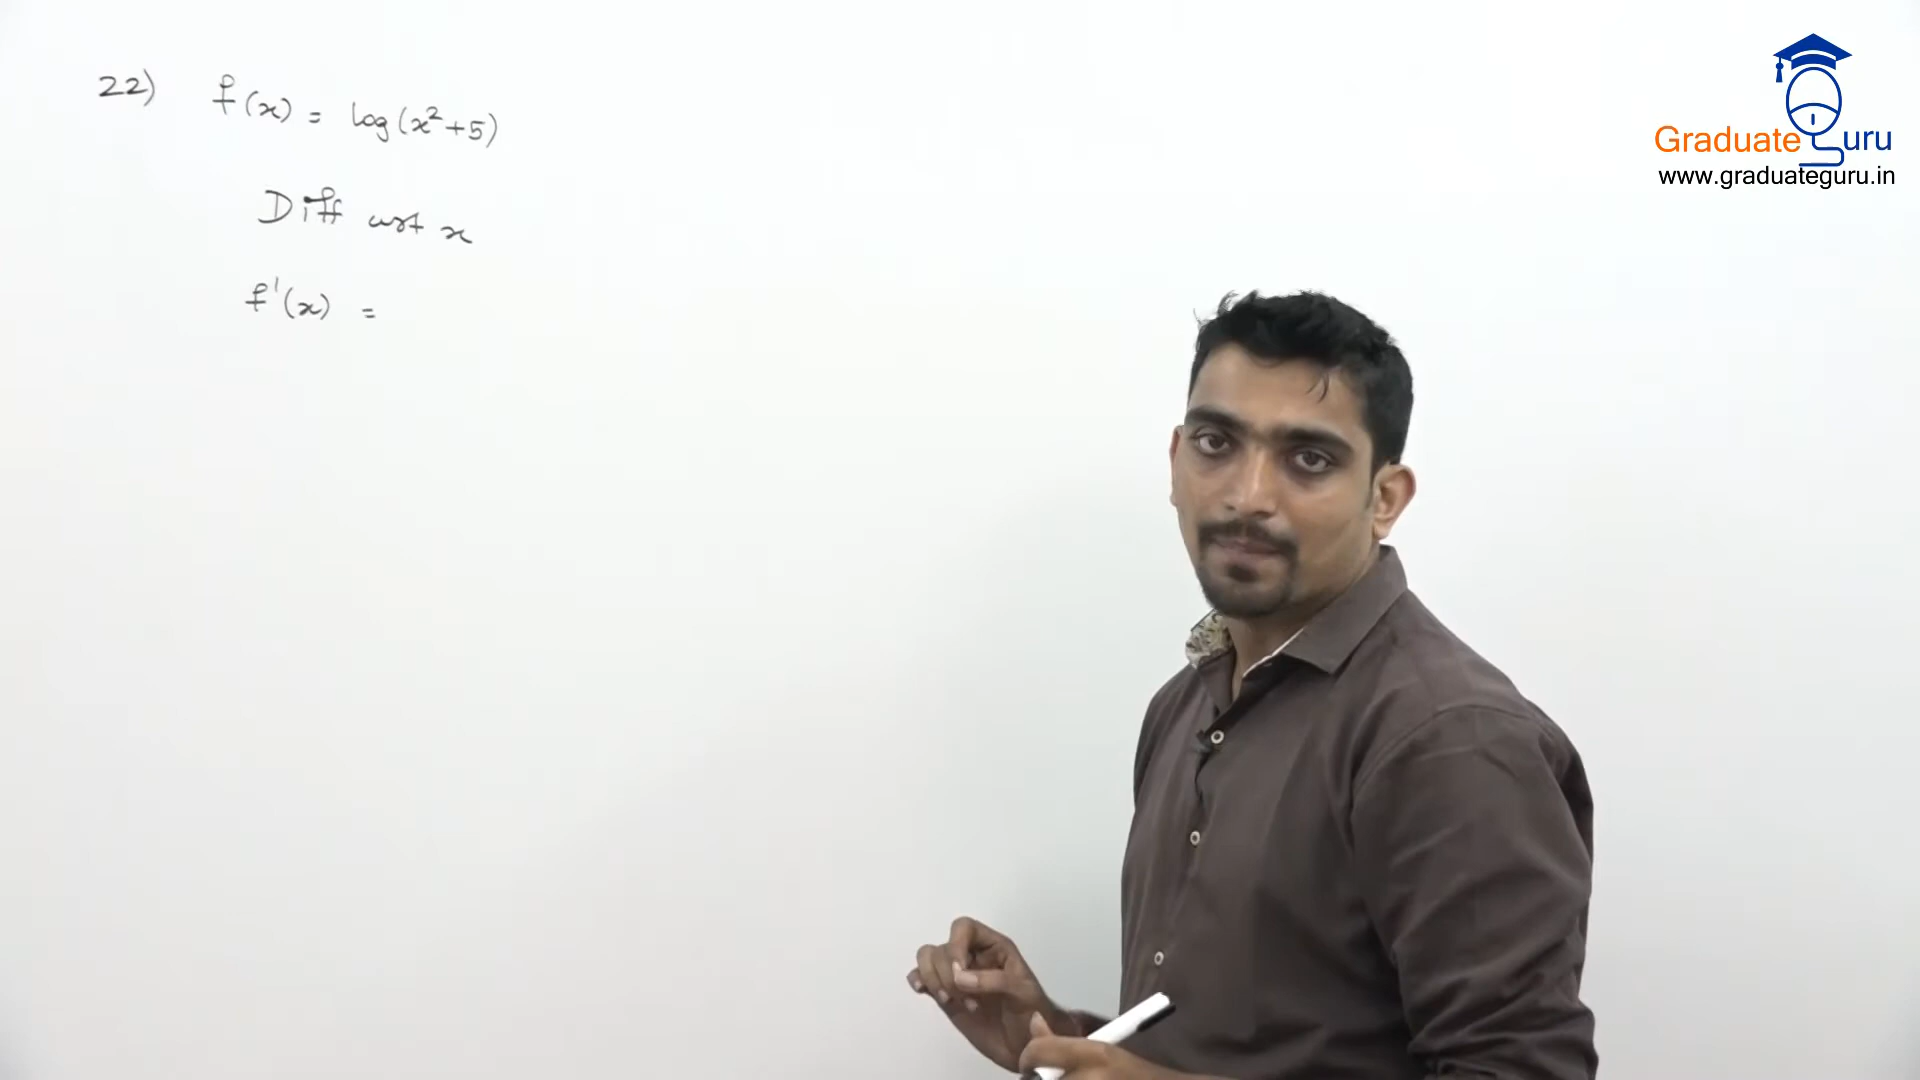 22) f(x) = log(x²+5)
Diff wrt x
f'(x) =
Graduate Guru
www.graduateguru.in